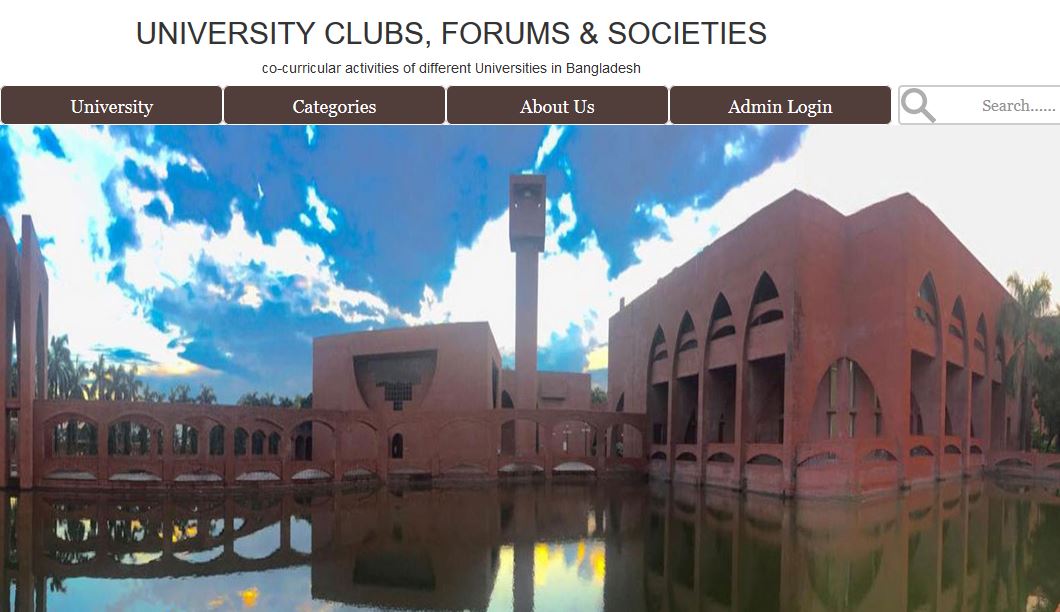 UNIVERSITY CLUBS, FORUMS & SOCIETIES
co-curricular activities of different Universities in Bangladesh
University Categories About Us Admin Login Search......